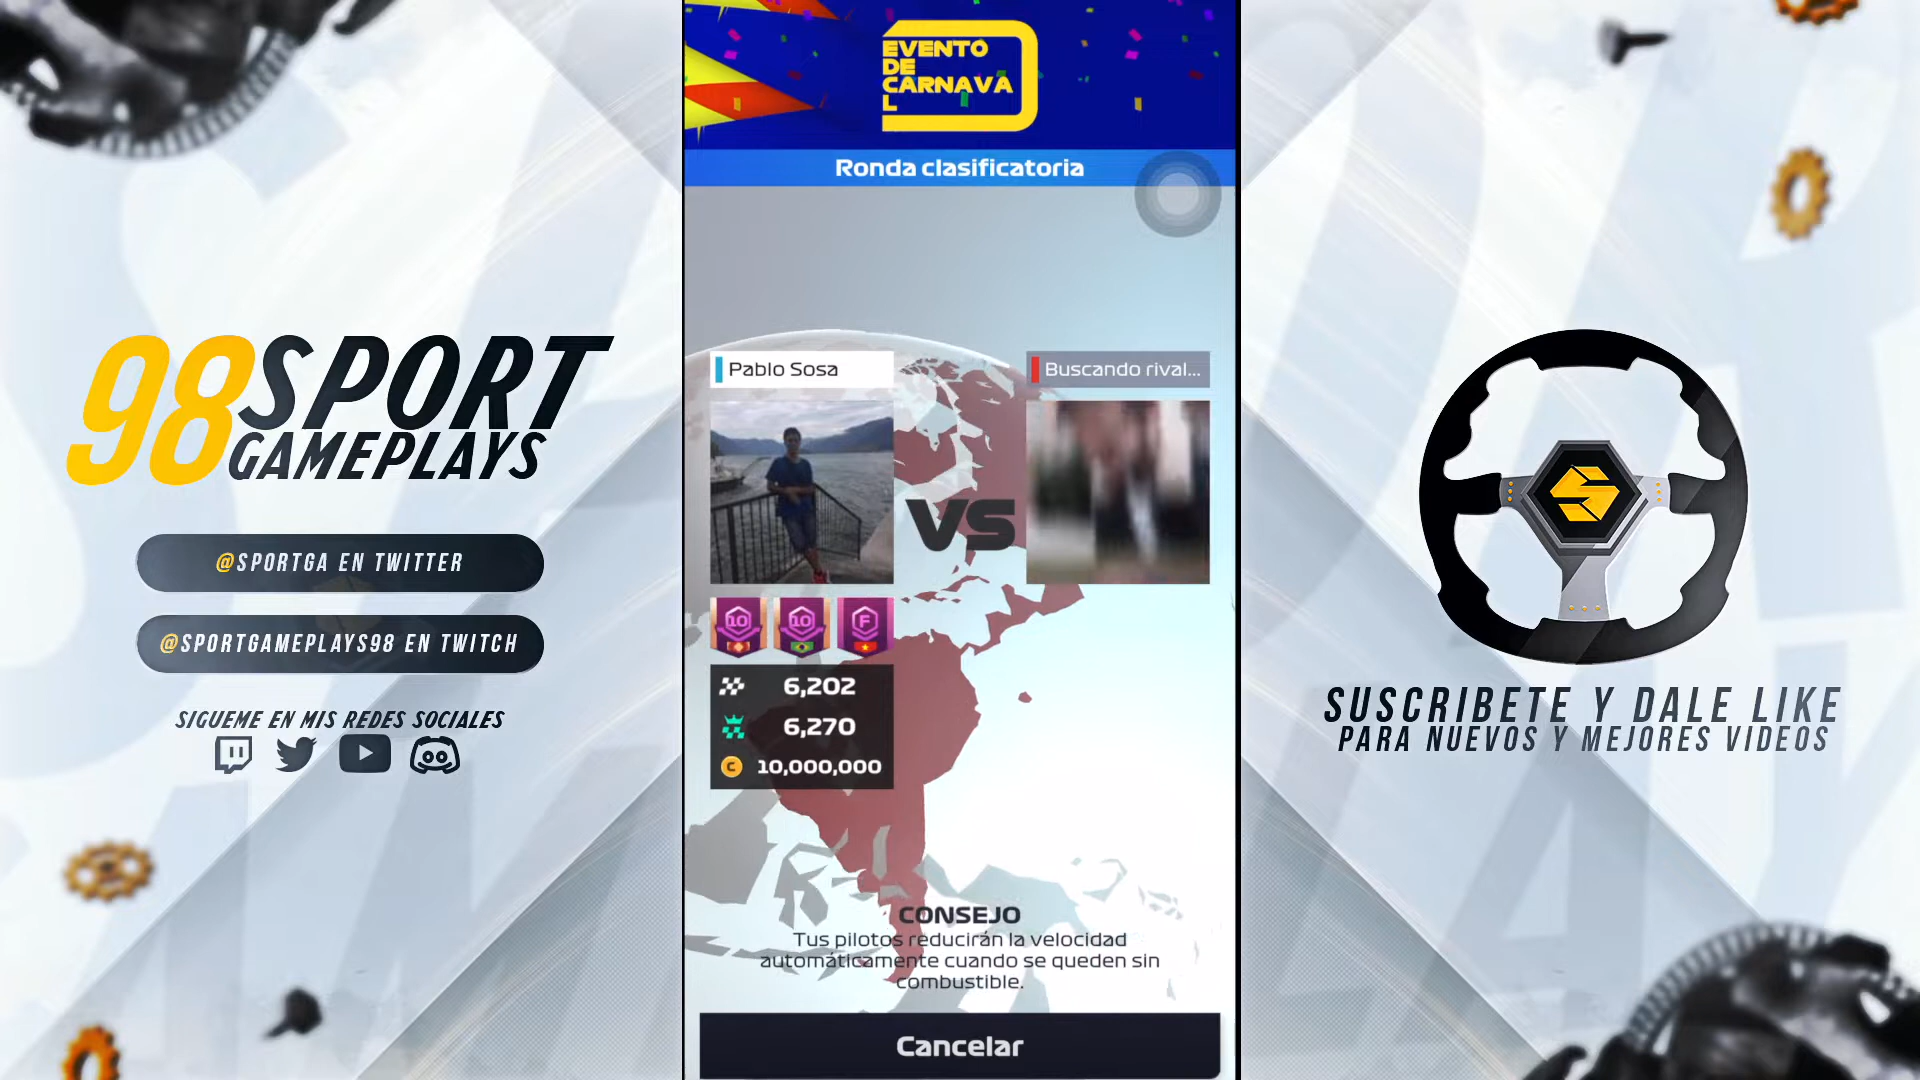 EVENTO
DE
CARNAVA
L
Ronda clasificatoria
98SPORT
GAMEPLAYS
@SPORTGA EN TWITTER
@SPORTGAMEPLAYS98 EN TWITCH
SIGUEME EN MIS REDES SOCIALES
Pablo Sosa
Buscando rival...
VS
10
10
F
6,202
6,270
C 10,000,000
CONSEJO
Tus pilotos reducirán la velocidad
automáticamente cuando se queden sin
combustible.
Cancelar
SUSCRIBETE Y DALE LIKE
PARA NUEVOS Y MEJORES VIDEOS